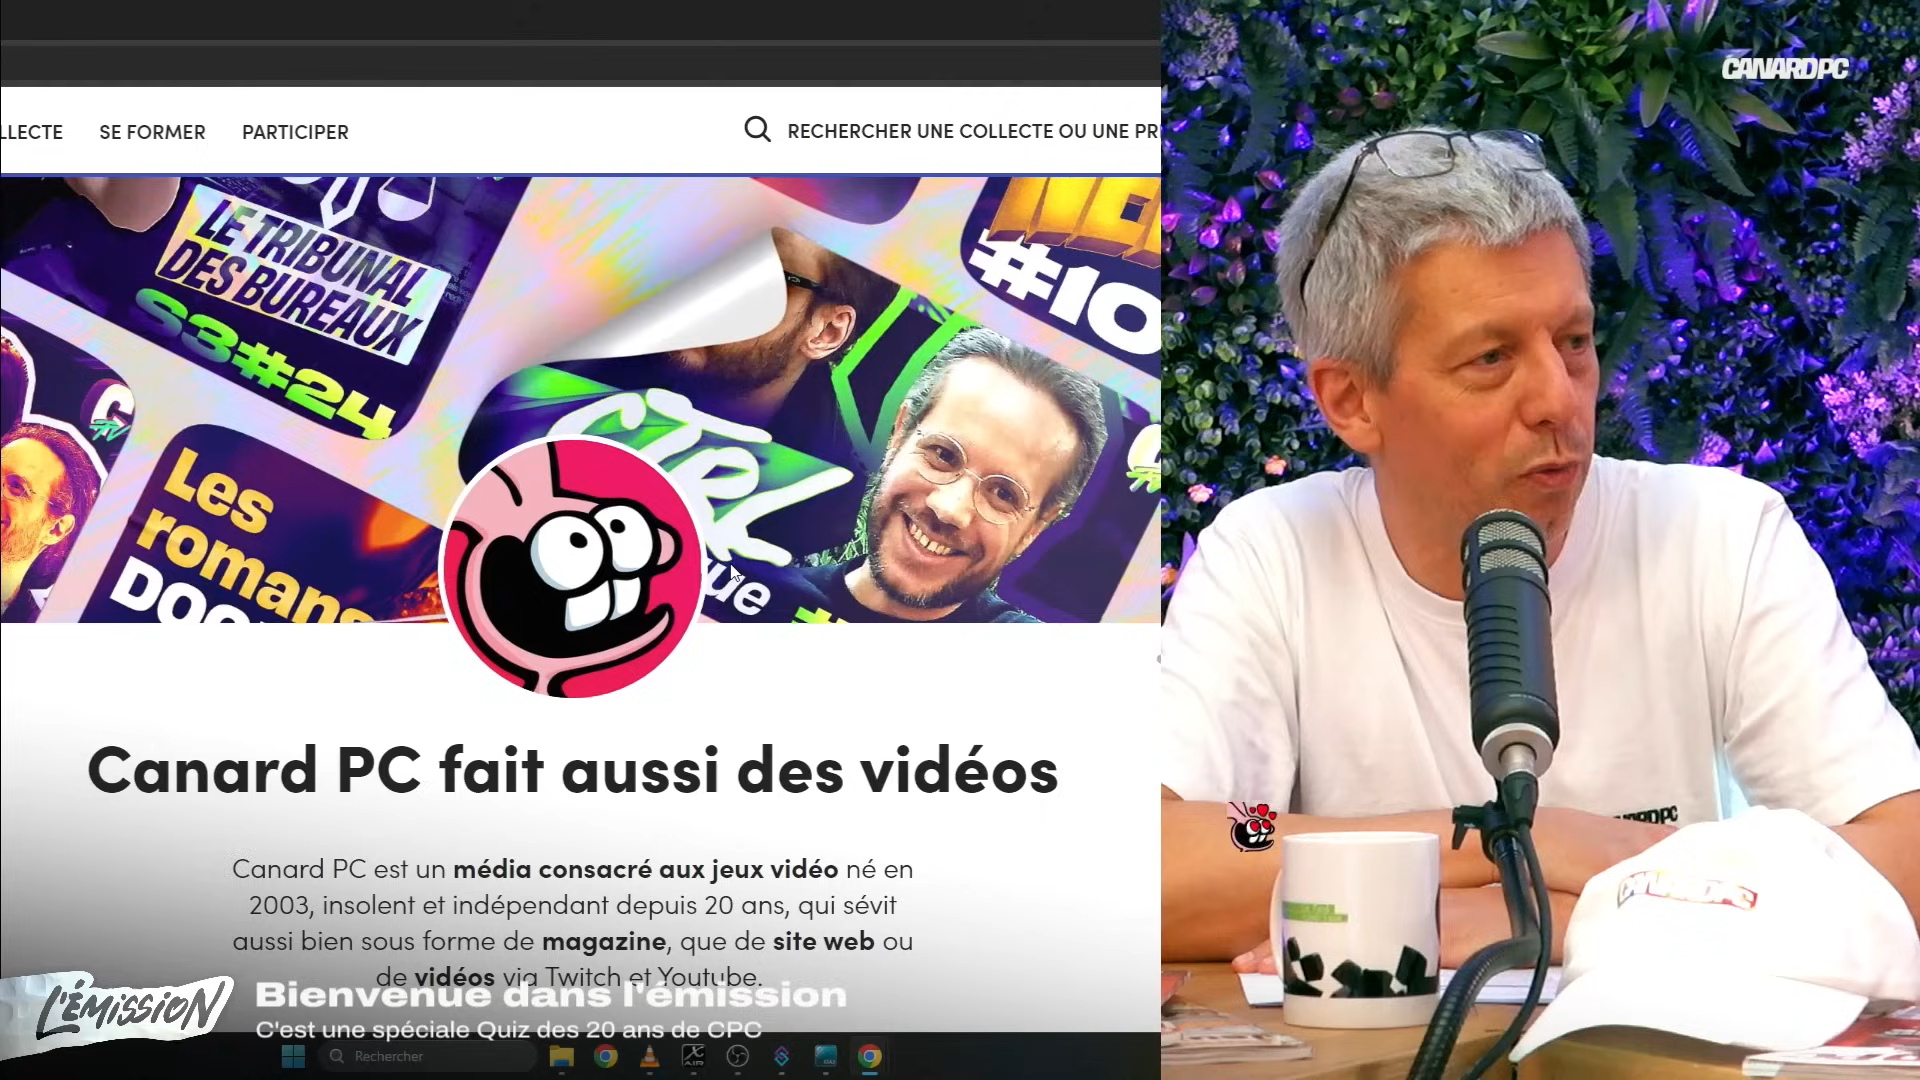 LLECTE SE FORMER PARTICIPER RECHERCHER UNE COLLECTE OU UNE PR
CANARDPC
LE TRIBUNAL
DES BUREAUX
S3#24
#10
Les
romans
DOO
Canard PC fait aussi des vidéos
Canard PC est un média consacré aux jeux vidéo né en
2003, insolent et indépendant depuis 20 ans, qui sévit
aussi bien sous forme de magazine, que de site web ou
de vidéos via Twitch et Youtube.
L'ÉMISSION
Bienvenue dans l'émission
C'est une spéciale Quiz des 20 ans de CPC
Rechercher
CANARDPC